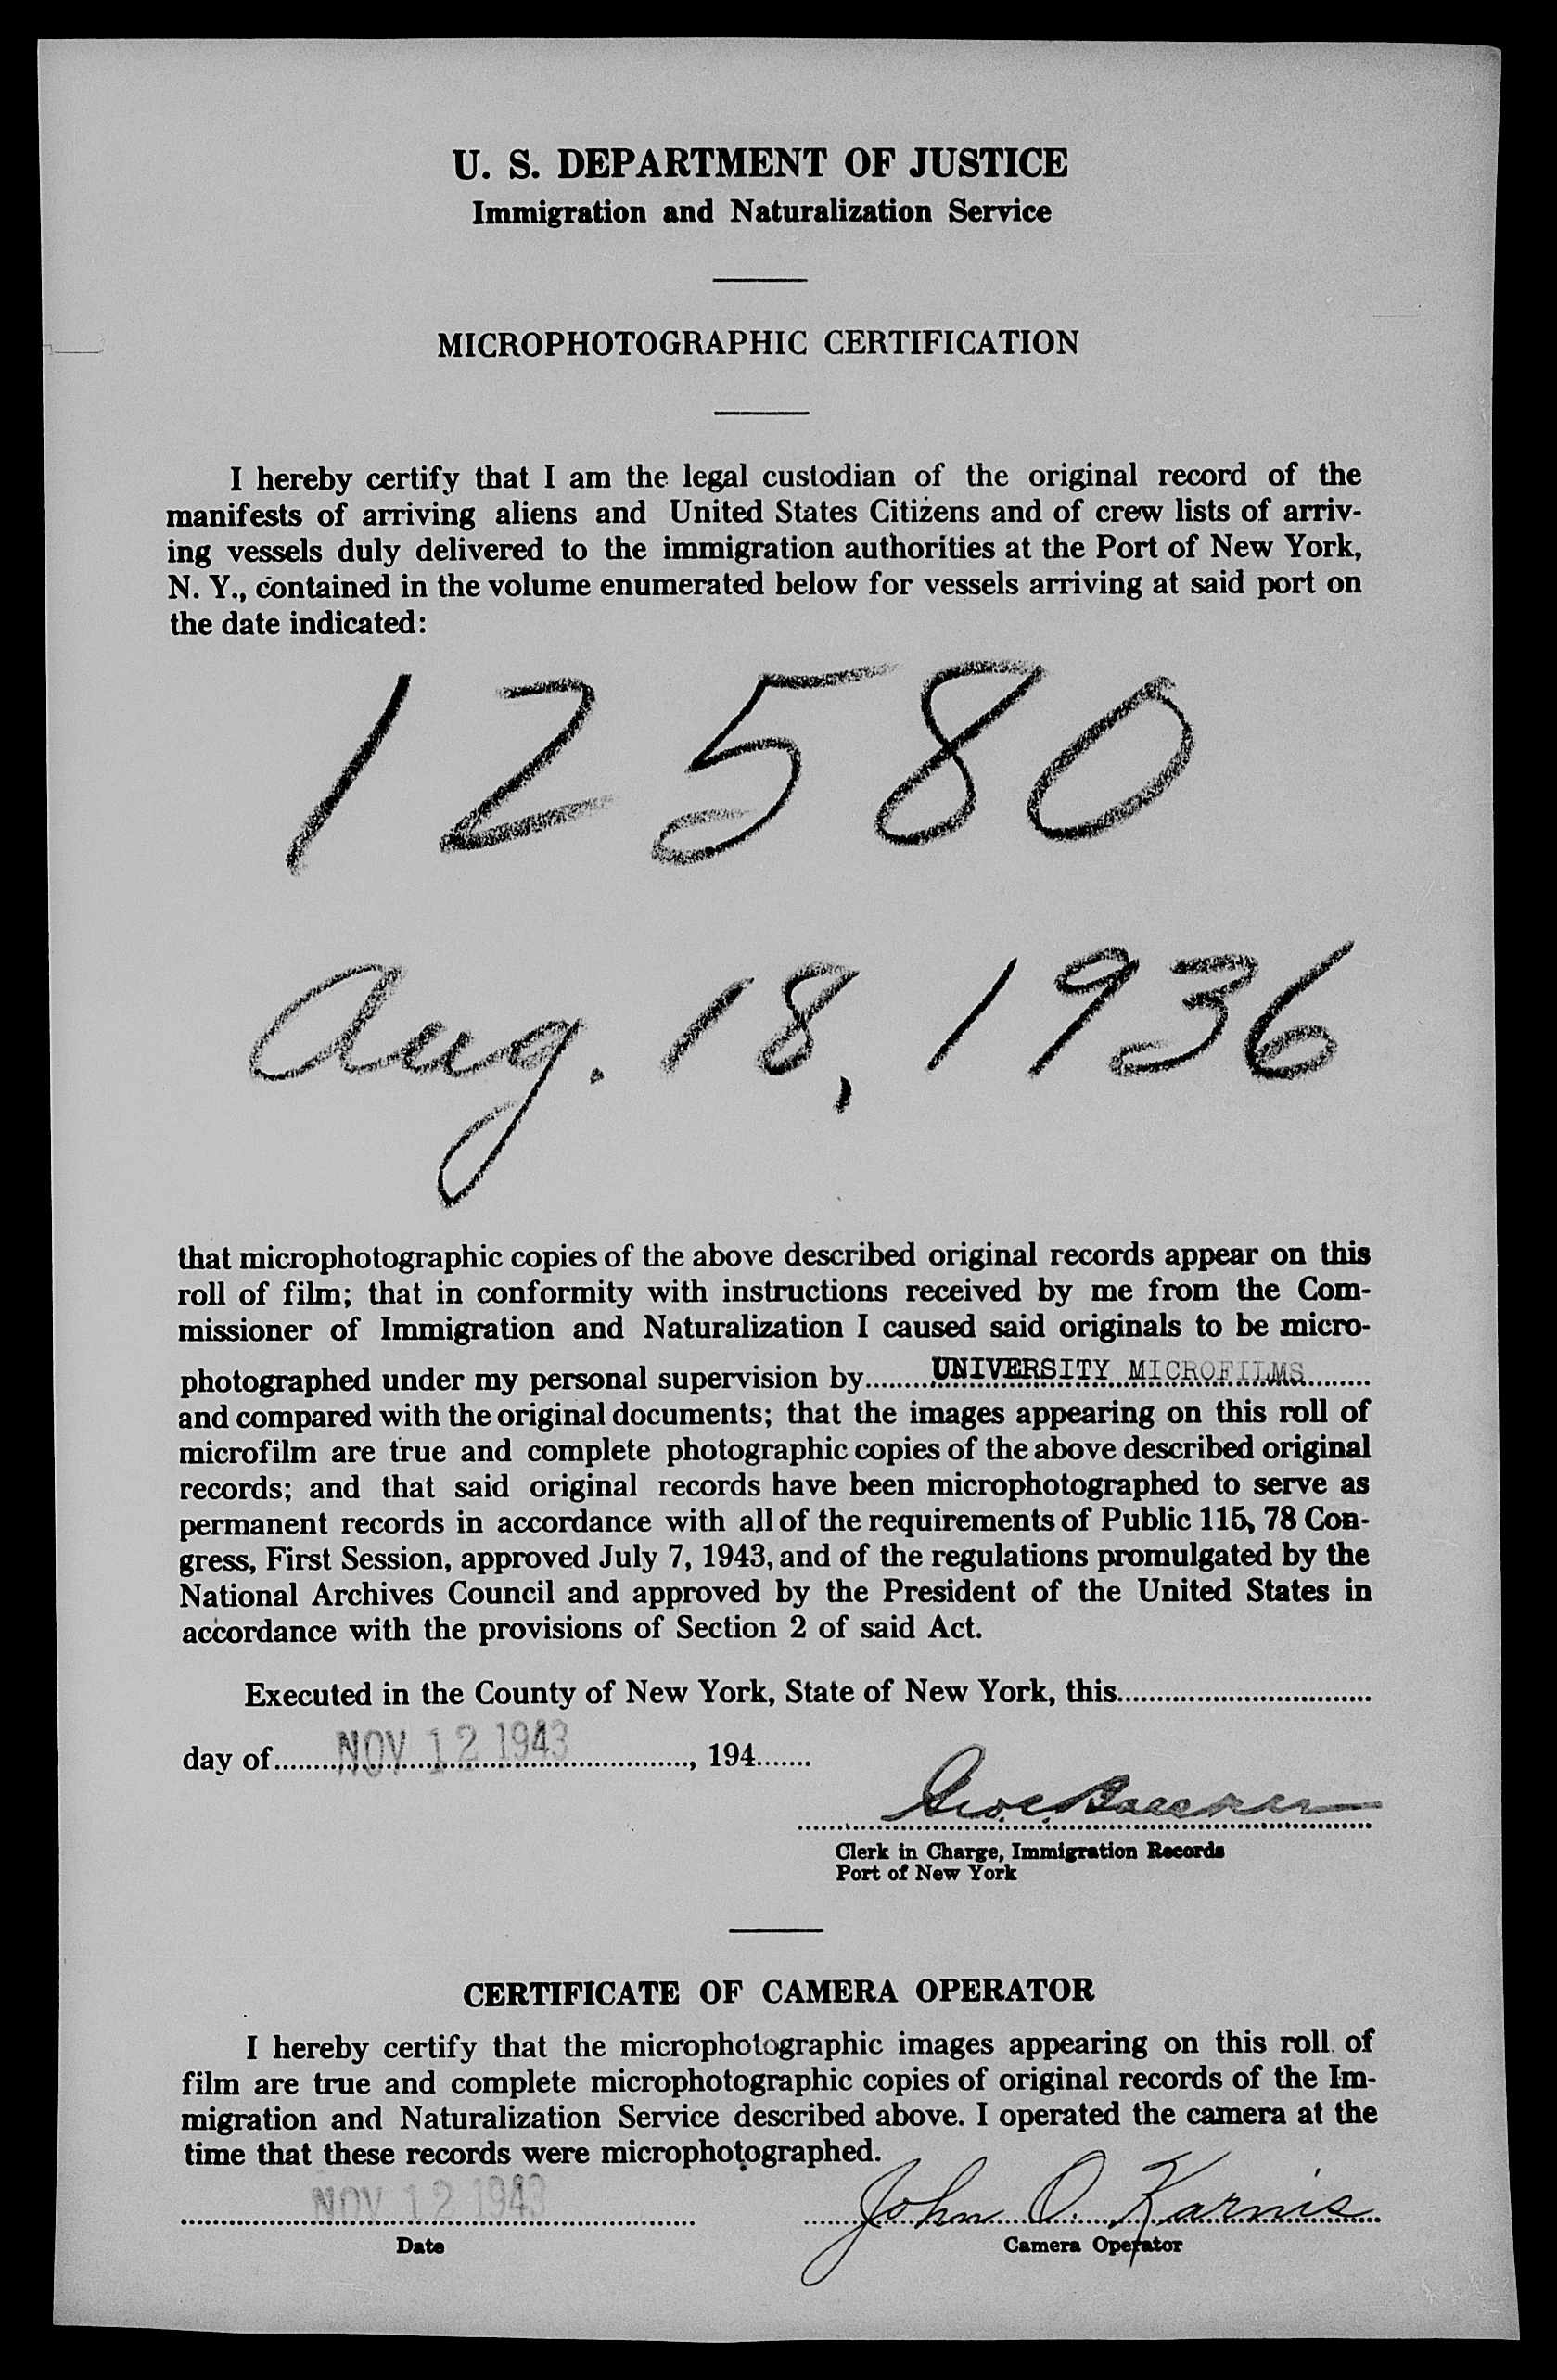 U. S. DEPARTMENT OF JUSTICE
Immigration and Naturalization Service
MICROPHOTOGRAPHIC CERTIFICATION
I hereby certify that I am the legal custodian of the original record of the
manifests of arriving aliens and United States Citizens and of crew lists of arriv-
ing vessels duly delivered to the immigration authorities at the Port of New York,
N. Y., contained in the volume enumerated below for vessels arriving at said port on
the date indicated:
12580
Aug. 18, 1936
that microphotographic copies of the above described original records appear on this
roll of film; that in conformity with instructions received by me from the Com-
missioner of Immigration and Naturalization I caused said originals to be micro-
photographed under my personal supervision by........UNIVERSITY MICROFILMS........
and compared with the original documents; that the images appearing on this roll of
microfilm are true and complete photographic copies of the above described original
records; and that said original records have been microphotographed to serve as
permanent records in accordance with all of the requirements of Public 115, 78 Con-
gress, First Session, approved July 7, 1943, and of the regulations promulgated by the
National Archives Council and approved by the President of the United States in
accordance with the provisions of Section 2 of said Act.
Executed in the County of New York, State of New York, this................................
day of........NOV 12 1943................, 194.......
Clerk in Charge, Immigration Records
Port of New York
CERTIFICATE OF CAMERA OPERATOR
I hereby certify that the microphotographic images appearing on this roll of
film are true and complete microphotographic copies of original records of the Im-
migration and Naturalization Service described above. I operated the camera at the
time that these records were microphotographed.
NOV 12 1943 John O. Karnis
Date Camera Operator